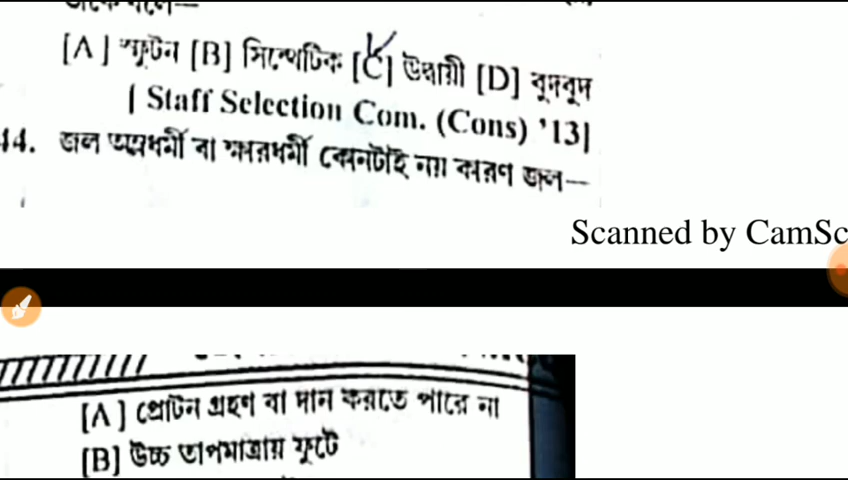 [A] স্ফুটন [B] সিন্থেটিক [C] উদ্বায়ী [D] বুদবুদ
[ Staff Selection Com. (Cons) '13]
44. জল অম্লধর্মী বা ক্ষারধর্মী কোনটাই নয় কারণ জল—
Scanned by CamSc
[A] প্রোটিন গ্রহণ বা দান করতে পারে না
[B] উচ্চ তাপমাত্রায় ফুটে